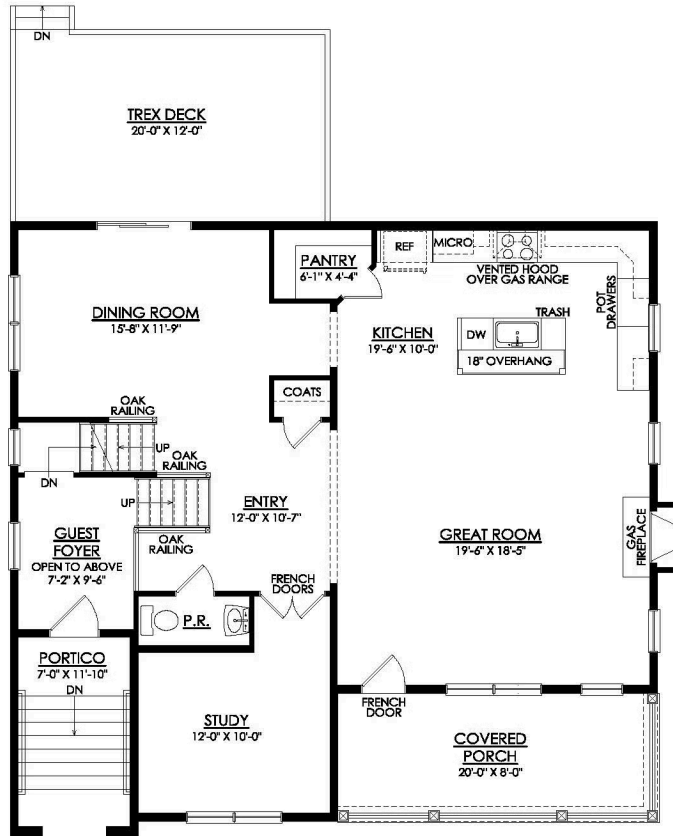 DN
TREX DECK
20'-0" X 12'-0"
PANTRY
6'-1" X 4'-4"
REF
MICRO
VENTED HOOD
OVER GAS RANGE
POT
DRAWERS
DINING ROOM
15'-8" X 11'-9"
KITCHEN
19'-6" X 10'-0"
TRASH
DW
18" OVERHANG
COATS
OAK
RAILING
UP
OAK
RAILING
DN
UP
ENTRY
12'-0" X 10'-7"
GUEST
FOYER
OPEN TO ABOVE
7'-2" X 9'-6"
OAK
RAILING
GREAT ROOM
19'-6" X 18'-5"
GAS
FIREPLACE
FRENCH
DOORS
P.R.
PORTICO
7'-0" X 11'-10"
DN
STUDY
12'-0" X 10'-0"
FRENCH
DOOR
COVERED
PORCH
20'-0" X 8'-0"